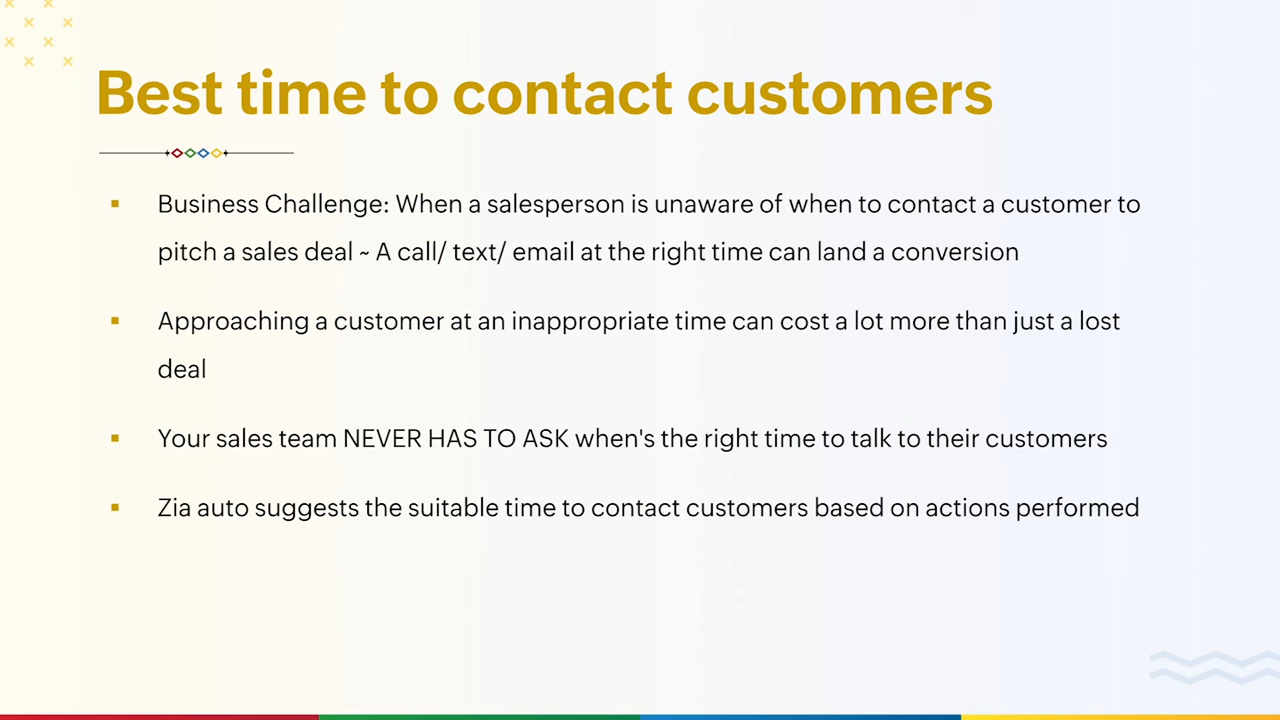 Best time to contact customers
Business Challenge: When a salesperson is unaware of when to contact a customer to
pitch a sales deal ~ A call/ text/ email at the right time can land a conversion
Approaching a customer at an inappropriate time can cost a lot more than just a lost
deal
Your sales team NEVER HAS TO ASK when's the right time to talk to their customers
Zia auto suggests the suitable time to contact customers based on actions performed